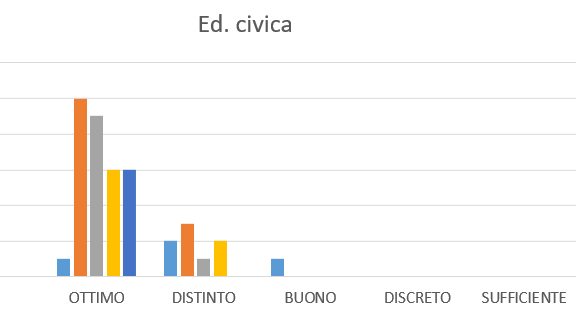 Ed. civica
OTTIMO DISTINTO BUONO DISCRETO SUFFICIENTE